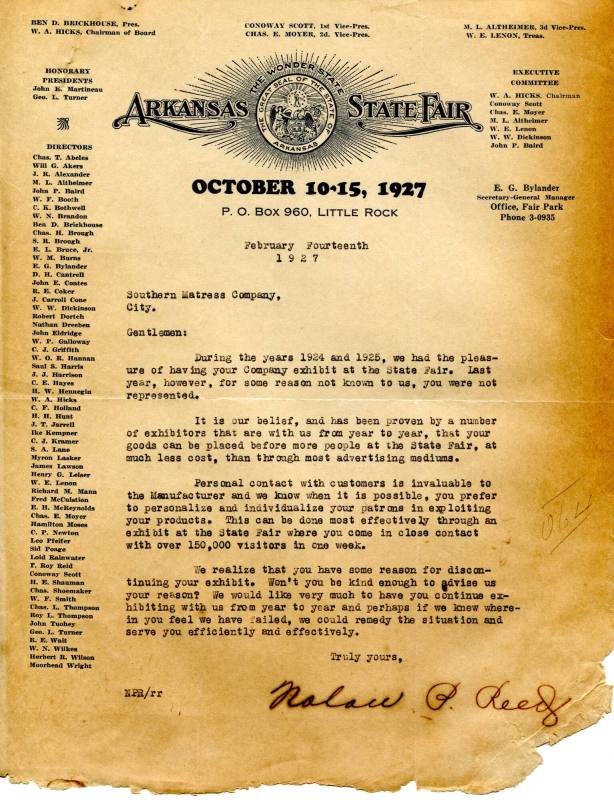 BEN D. BRICKHOUSE, Pres.
W. A. HICKS, Chairman of Board
CONOWAY SCOTT, 1st Vice-Pres.
CHAS. E. MOYER, 2d. Vice-Pres.
M. L. ALTHEIMER, 3d Vice-Pres.
W. E. LENON, Treas.
THE WONDER STATE
ARKANSAS STATE FAIR
THE GREAT SEAL OF THE STATE OF ARKANSAS
OCTOBER 10-15, 1927
P. O. BOX 960, LITTLE ROCK
HONORARY
PRESIDENTS
John E. Martineau
Geo. L. Turner
DIRECTORS
Chas. T. Abeles
Will G. Akers
J. R. Alexander
M. L. Altheimer
John P. Baird
W. F. Booth
C. K. Bothwell
W. N. Brandon
Ben D. Brickhouse
Chas. H. Brough
S. R. Brough
E. L. Bruce, Jr.
W. M. Burns
E. G. Bylander
D. H. Cantrell
John E. Coates
R. E. Coker
J. Carroll Cone
W. W. Dickinson
Robert Dortch
Nathan Dreeben
John Eldridge
W. P. Galloway
C. J. Griffith
W. O. R. Hannan
Saul S. Harris
J. J. Harrison
C. E. Hayes
H. W. Hennegin
W. A. Hicks
C. F. Holland
H. H. Hunt
J. T. Jarrell
Ike Kempner
C. J. Kramer
S. A. Lane
Myron Lasker
James Lawson
Henry G. Leiser
W. E. Lenon
Richard M. Mann
Fred McCuistion
E. H. McReynolds
Chas. E. Moyer
Hamilton Moses
C. P. Newton
Leo Pfeifer
Sid Poage
Loid Rainwater
T. Roy Reid
Conoway Scott
H. E. Shauman
Chas. Shoemaker
W. F. Smith
Chas. L. Thompson
Roy L. Thompson
John Tuohey
Geo. L. Turner
R. E. Wait
W. N. Wilkes
Herbert R. Wilson
Moorhead Wright
EXECUTIVE
COMMITTEE
W. A. HICKS, Chairman
Conoway Scott
Chas. E. Moyer
M. L. Altheimer
W. E. Lenon
W. W. Dickinson
John P. Baird
E. G. Bylander
Secretary-General Manager
Office, Fair Park
Phone 3-0935
February Fourteenth
1 9 2 7
Southern Matress Company,
City.
Gentlemen:
During the years 1924 and 1925, we had the pleas-
ure of having your Company exhibit at the State Fair. Last
year, however, for some reason not known to us, you were not
represented.
It is our belief, and has been proven by a number
of exhibitors that are with us from year to year, that your
goods can be placed before more people at the State Fair, at
much less cost, than through most advertising mediums.
Personal contact with customers is invaluable to
the Manufacturer and we know when it is possible, you prefer
to personalize and individualize your patrons in exploiting
your products. This can be done most effectively through an
exhibit at the State Fair where you come in close contact
with over 150,000 visitors in one week.
We realize that you have some reason for discon-
tinuing your exhibit. Won't you be kind enough to advise us
your reason? We would like very much to have you continue ex-
hibiting with us from year to year and perhaps if we knew where-
in you feel we have failed, we could remedy the situation and
serve you efficiently and effectively.
Truly yours,
NPR/rr
Nolan P. Reed